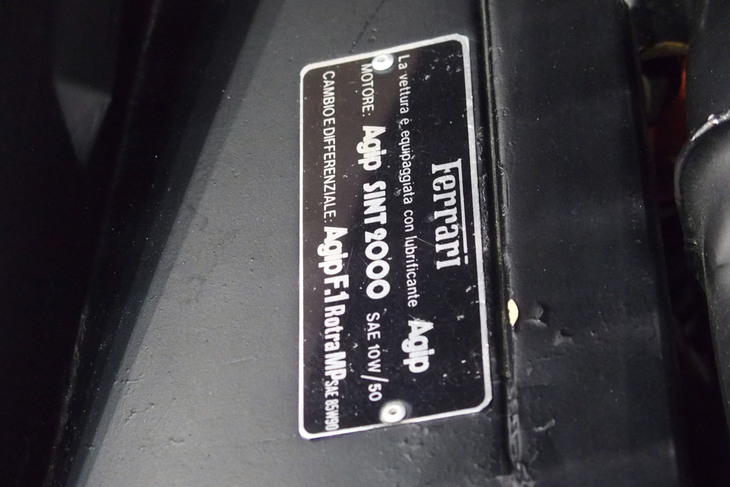 Ferrari
La vettura è equipaggiata con lubrificante Agip
MOTORE: Agip SINT 2000 SAE 10W/50
CAMBIO E DIFFERENZIALE: Agip F.1 Rotra MP SAE 85W90